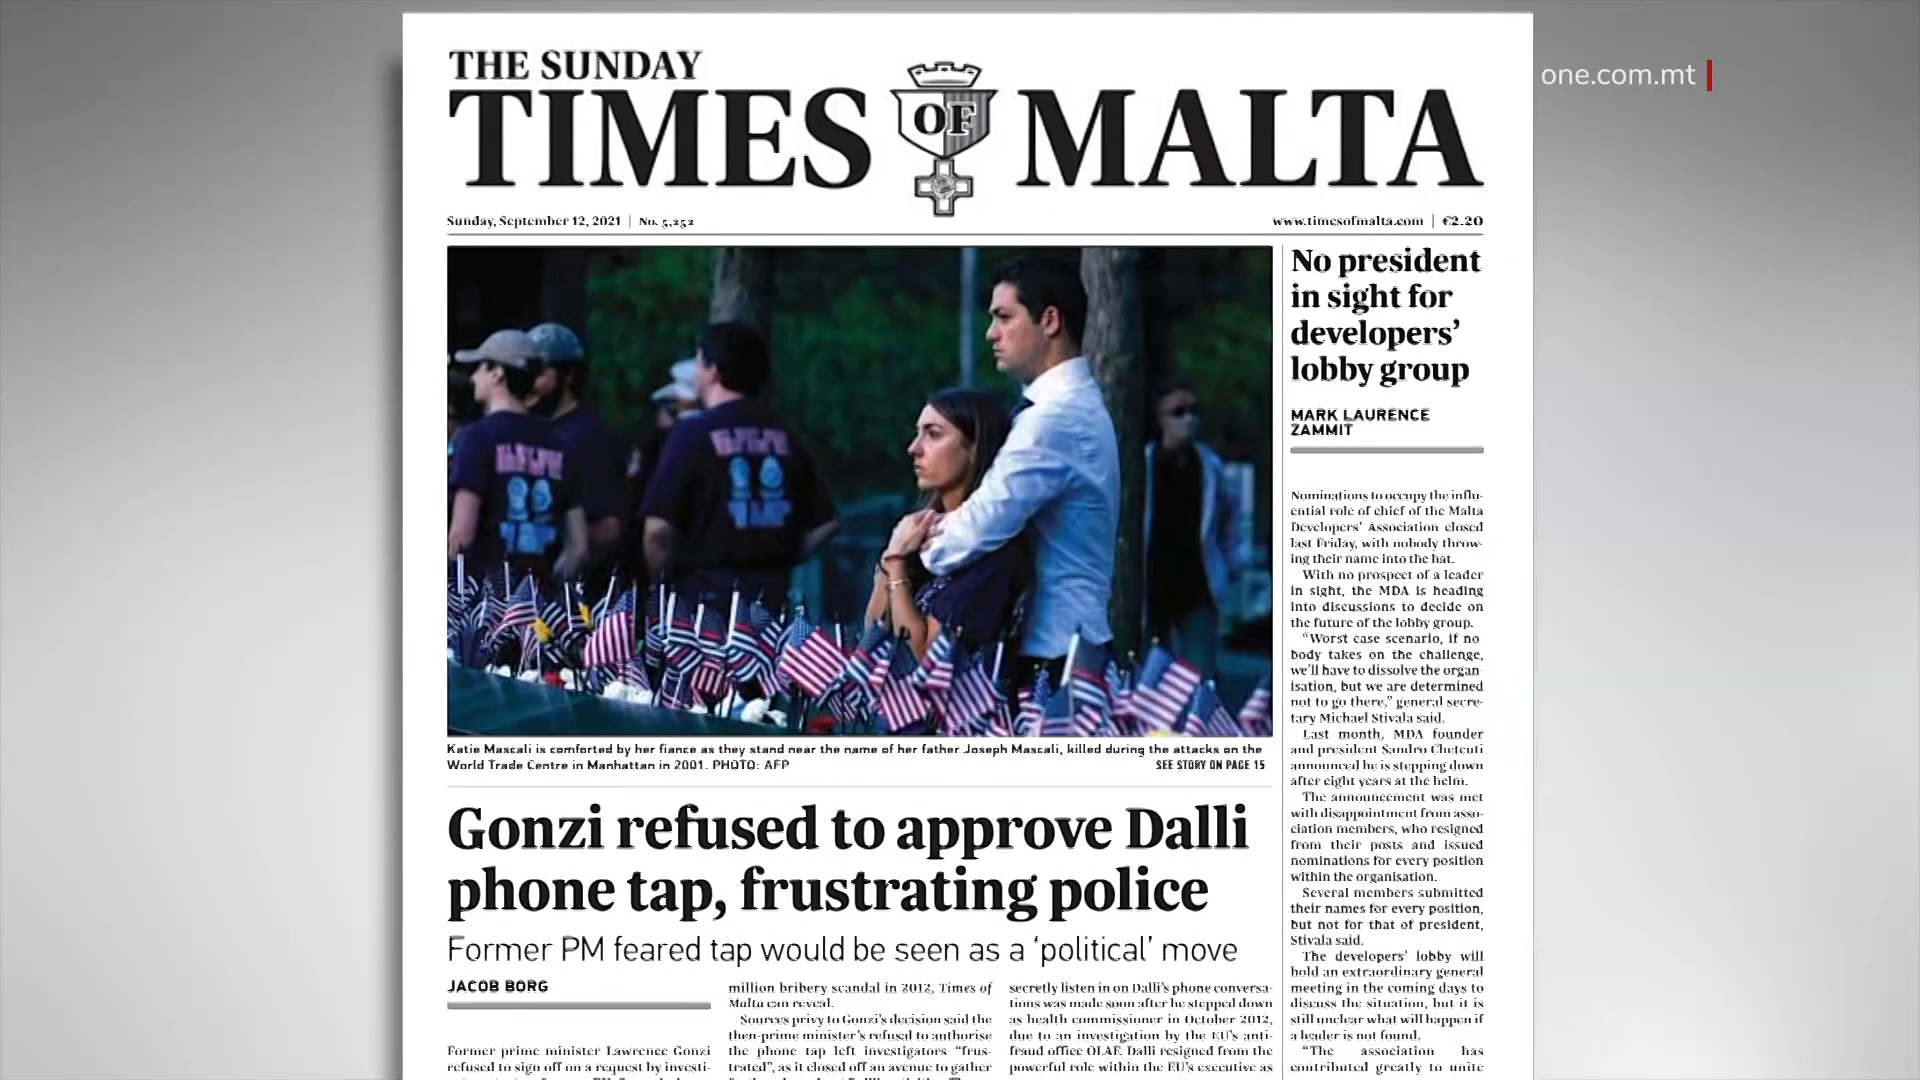 THE SUNDAY
TIMES OF MALTA
one.com.mt
Sunday, September 12, 2021 | No. 5,252
www.timesofmalta.com | €2.20
Katie Mascali is comforted by her fiance as they stand near the name of her father Joseph Mascali, killed during the attacks on the
World Trade Centre in Manhattan in 2001. PHOTO: AFP
SEE STORY ON PAGE 15
Gonzi refused to approve Dalli
phone tap, frustrating police
Former PM feared tap would be seen as a ‘political’ move
JACOB BORG
Former prime minister Lawrence Gonzi
refused to sign off on a request by investi-
million bribery scandal in 2012, Times of
Malta can reveal.
Sources privy to Gonzi’s decision said the
then-prime minister’s refusal to authorise
the phone tap left investigators “frus-
trated”, as it closed off an avenue to gather
secretly listen in on Dalli’s phone conversa-
tions was made soon after he stepped down
as health commissioner in October 2012,
due to an investigation by the EU’s anti-
fraud office OLAF. Dalli resigned from the
powerful role within the EU’s executive as
No president
in sight for
developers’
lobby group
MARK LAURENCE
ZAMMIT
Nominations to occupy the influ-
ential role of chief of the Malta
Developers’ Association closed
last Friday, with nobody throw-
ing their name into the hat.
With no prospect of a leader
in sight, the MDA is heading
into discussions to decide on
the future of the lobby group.
“Worst case scenario, if no
body takes on the challenge,
we’ll have to dissolve the organ-
isation, but we are determined
not to go there,” general secre-
tary Michael Stivala said.
Last month, MDA founder
and president Sandro Chetcuti
announced he is stepping down
after eight years at the helm.
The announcement was met
with disappointment from asso-
ciation members, who resigned
from their posts and issued
nominations for every position
within the organisation.
Several members submitted
their names for every position,
but not for that of president,
Stivala said.
The developers’ lobby will
hold an extraordinary general
meeting in the coming days to
discuss the situation, but it is
still unclear what will happen if
a leader is not found.
“The association has
contributed greatly to unite